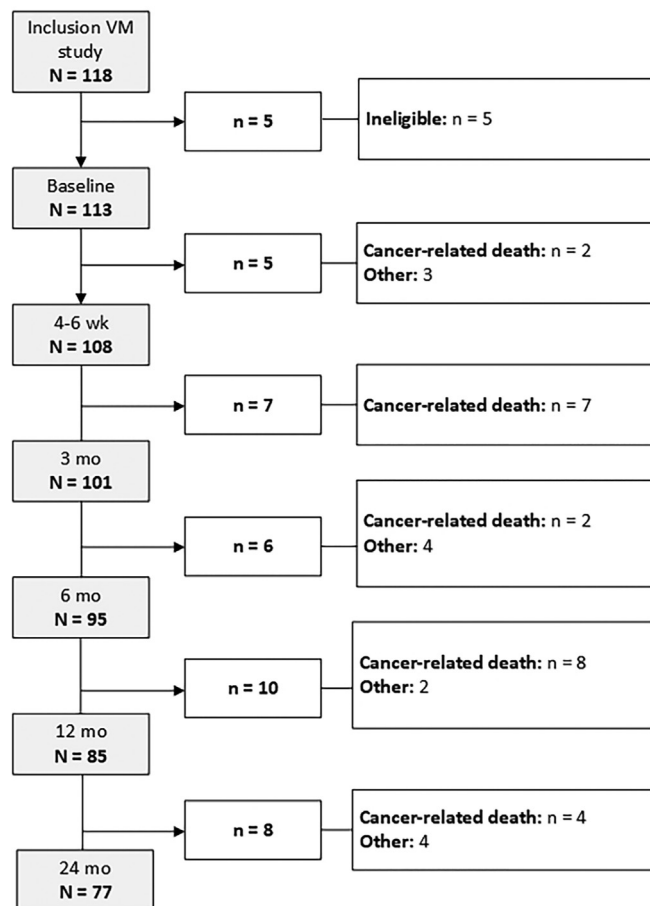 Inclusion VM
study
N = 118
n = 5
Ineligible: n = 5
Baseline
N = 113
n = 5
Cancer-related death: n = 2
Other: 3
4-6 wk
N = 108
n = 7
Cancer-related death: n = 7
3 mo
N = 101
n = 6
Cancer-related death: n = 2
Other: 4
6 mo
N = 95
n = 10
Cancer-related death: n = 8
Other: 2
12 mo
N = 85
n = 8
Cancer-related death: n = 4
Other: 4
24 mo
N = 77